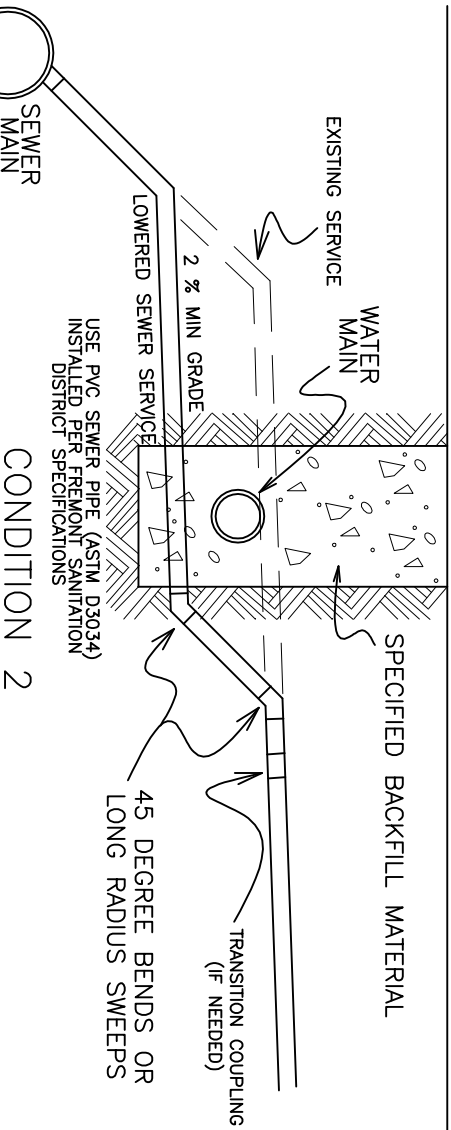 EXISTING SERVICE
WATER
MAIN
SPECIFIED BACKFILL MATERIAL
SEWER
MAIN
2 % MIN GRADE
LOWERED SEWER SERVICE
USE PVC SEWER PIPE (ASTM D3034)
INSTALLED PER FREMONT SANITATION
DISTRICT SPECIFICATIONS
TRANSITION COUPLING
(IF NEEDED)
45 DEGREE BENDS OR
LONG RADIUS SWEEPS
CONDITION 2